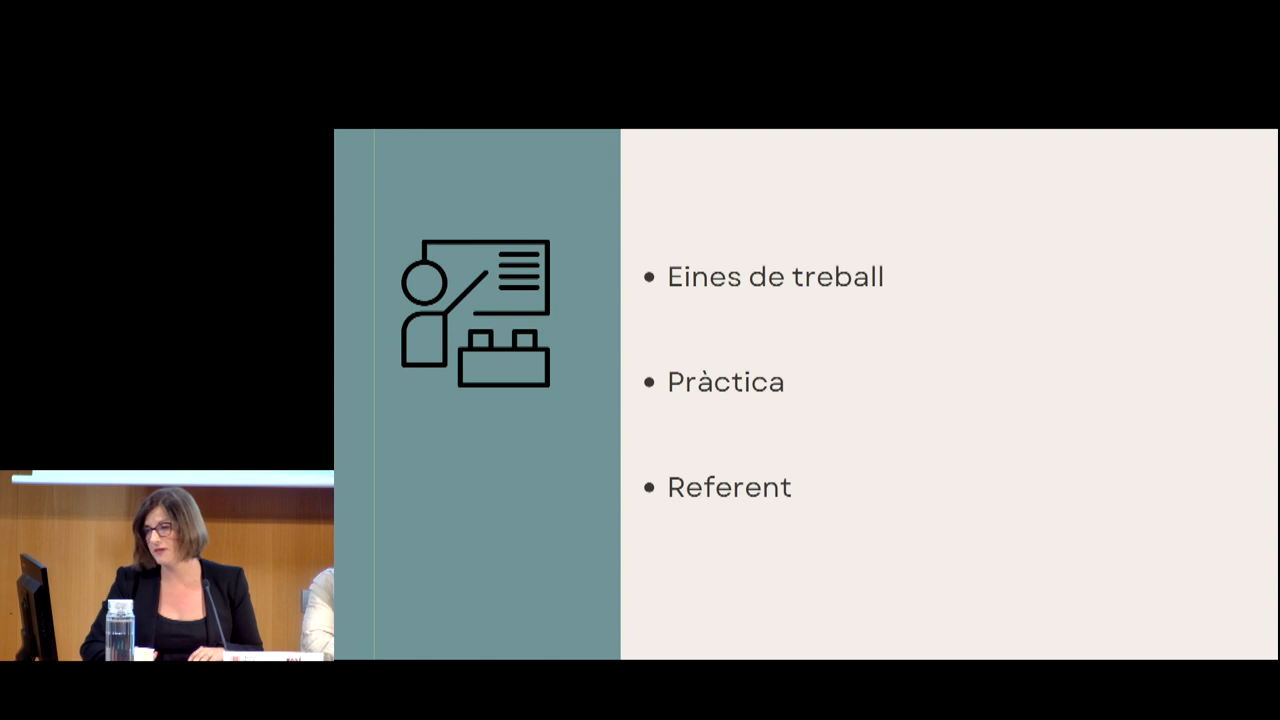 • Eines de treball
• Pràctica
• Referent